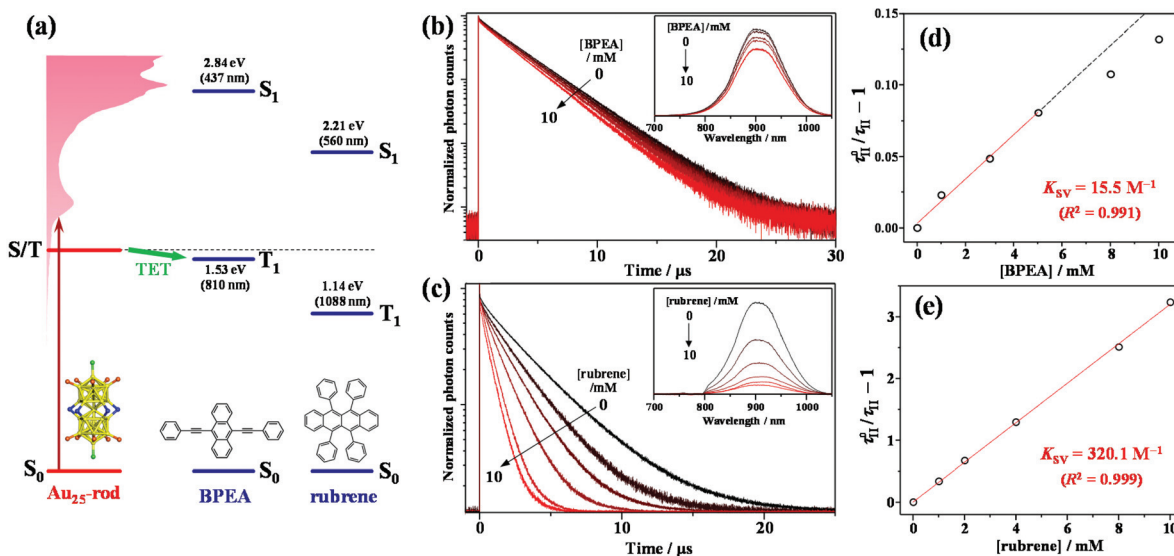 (a)
2.84 eV
(437 nm)
S1
2.21 eV
(560 nm)
S1
S/T
TET
1.53 eV
(810 nm)
T1
1.14 eV
(1088 nm)
T1
S0
S0
S0
Au25-rod
BPEA
rubrene
(b)
Normalized photon counts
[BPEA]
/ mM
0
10
[BPEA]/mM
0
10
700 800 900 1000
Wavelength / nm
0 10 20 30
Time / μs
(c)
Normalized photon counts
[rubrene]
/mM
0
10
[rubrene] /mM
0
10
700 800 900 1000
Wavelength / nm
0 10 20
Time / μs
(d)
τ⁰II/τII − 1
0.15
0.10
0.05
0.00
KSV = 15.5 M−1
(R2 = 0.991)
0 2 4 6 8 10
[BPEA] / mM
(e)
τ⁰II/τII − 1
3
2
1
0
KSV = 320.1 M−1
(R2 = 0.999)
0 2 4 6 8 10
[rubrene] / mM